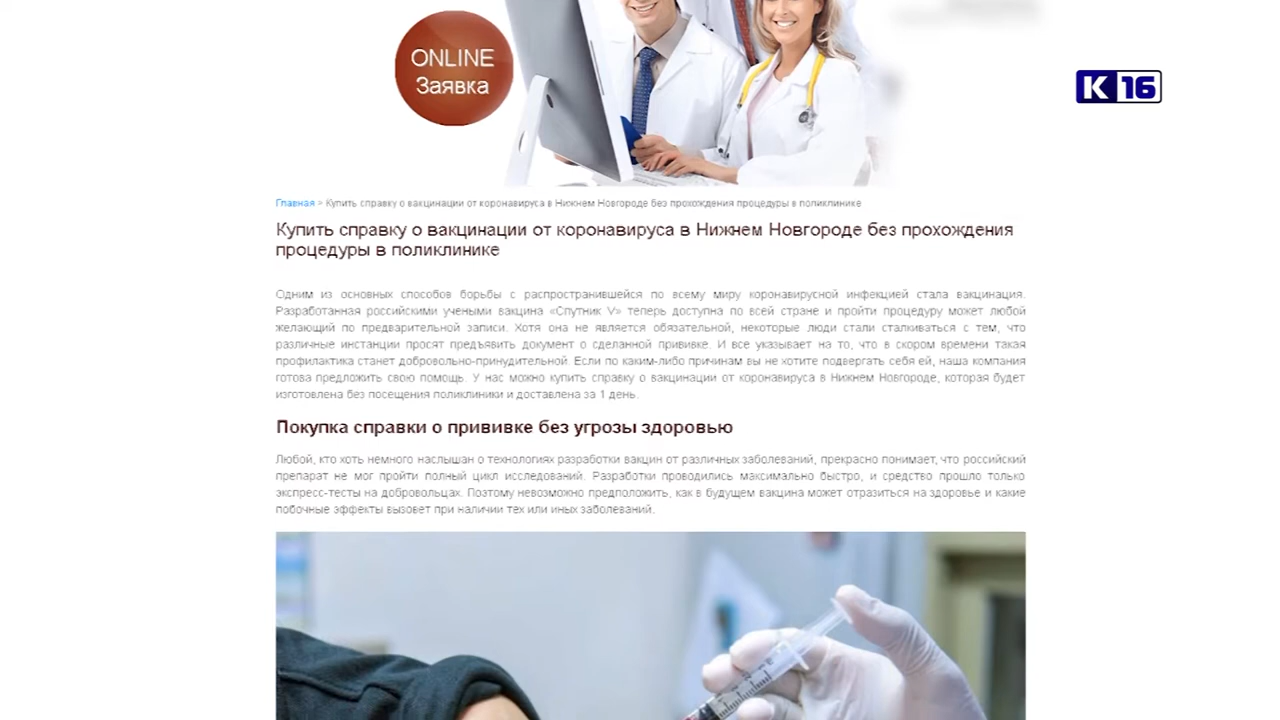 ONLINE
Заявка
K 16
Главная > Купить справку о вакцинации от коронавируса в Нижнем Новгороде без прохождения процедуры в поликлинике
Купить справку о вакцинации от коронавируса в Нижнем Новгороде без прохождения
процедуры в поликлинике
Одним из основных способов борьбы с распространившейся по всему миру коронавирусной инфекцией стала вакцинация.
Разработанная российскими учеными вакцина «Спутник V» теперь доступна по всей стране и пройти процедуру может любой
желающий по предварительной записи. Хотя она не является обязательной, некоторые люди стали сталкиваться с тем, что
различные инстанции просят предъявить документ о сделанной прививке. И все указывает на то, что в скором времени такая
профилактика станет добровольно-принудительной. Если по каким-либо причинам вы не хотите подвергать себя ей, наша компания
готова предложить свою помощь. У нас можно купить справку о вакцинации от коронавируса в Нижнем Новгороде, которая будет
изготовлена без посещения поликлиники и доставлена за 1 день.
Покупка справки о прививке без угрозы здоровью
Любой, кто хоть немного наслышан о технологиях разработки вакцин от различных заболеваний, прекрасно понимает, что российский
препарат не мог пройти полный цикл исследований. Разработки проводились максимально быстро, и средство прошло только
экспресс-тесты на добровольцах. Поэтому невозможно предположить, как в будущем вакцина может отразиться на здоровье и какие
побочные эффекты вызовет при наличии тех или иных заболеваний.